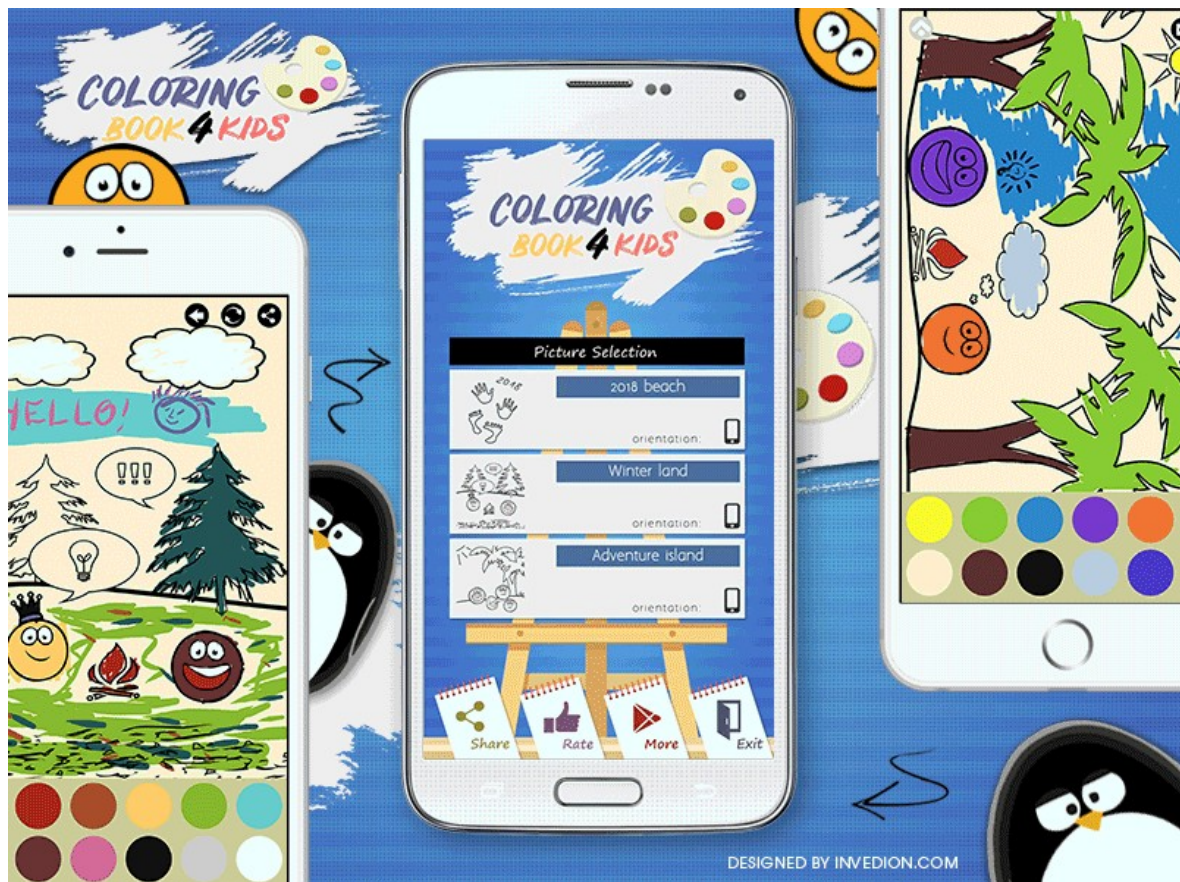 COLORING
BOOK 4 KIDS
HELLO!
!!!
COLORING
BOOK 4 KIDS
Picture Selection
2018
2018 beach
orientation:
Winter land
orientation:
Adventure island
orientation:
Share
Rate
More
Exit
DESIGNED BY INVEDION.COM